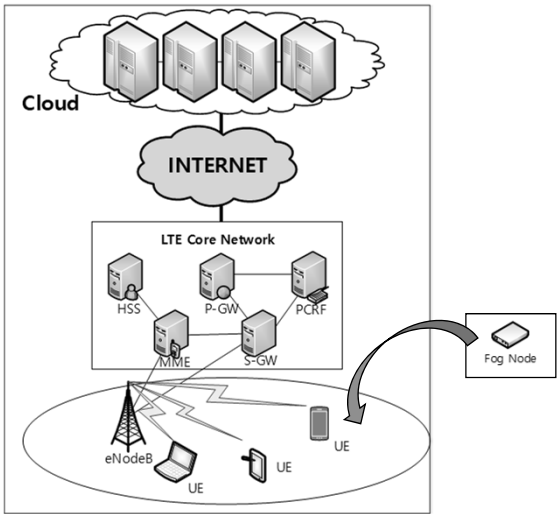 Cloud
INTERNET
LTE Core Network
HSS
P-GW
PCRF
MME
S-GW
Fog Node
eNodeB
UE
UE
UE